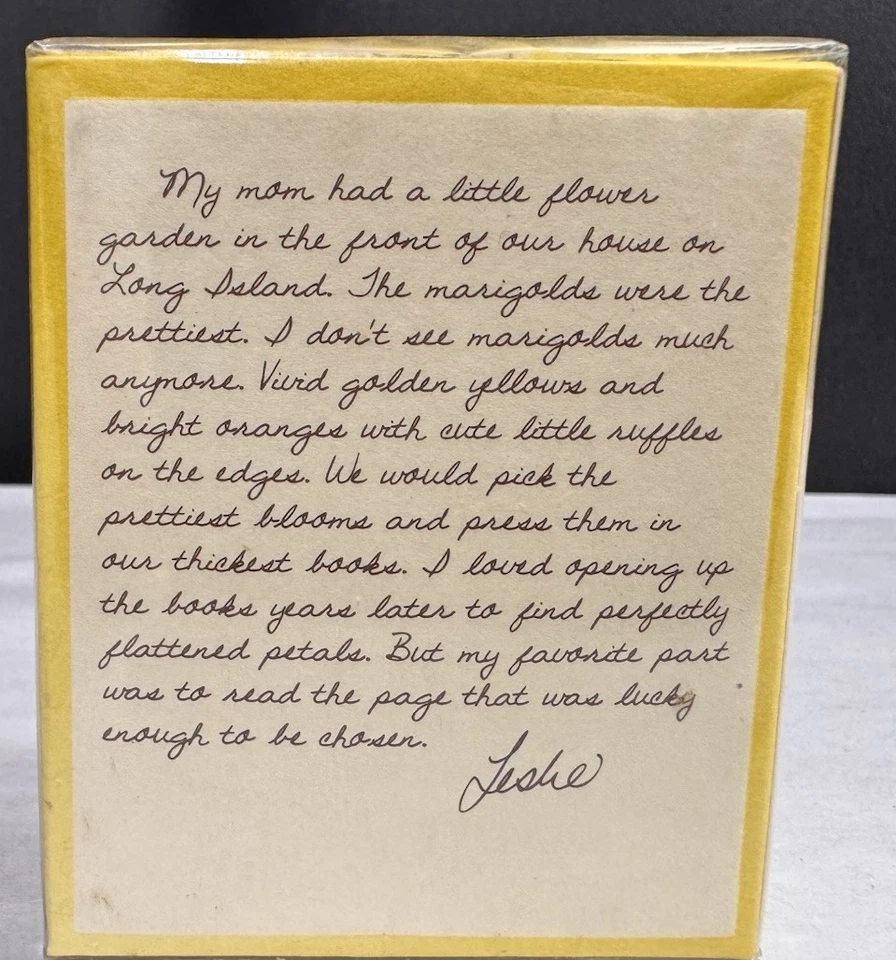 My mom had a little flower
garden in the front of our house on
Long Island. The marigolds were the
prettiest. I don't see marigolds much
anymore. Vivid golden yellows and
bright oranges with cute little ruffles
on the edges. We would pick the
prettiest blooms and press them in
our thickest books. I loved opening up
the books years later to find perfectly
flattened petals. But my favorite part
was to read the page that was lucky
enough to be chosen.
Leslie